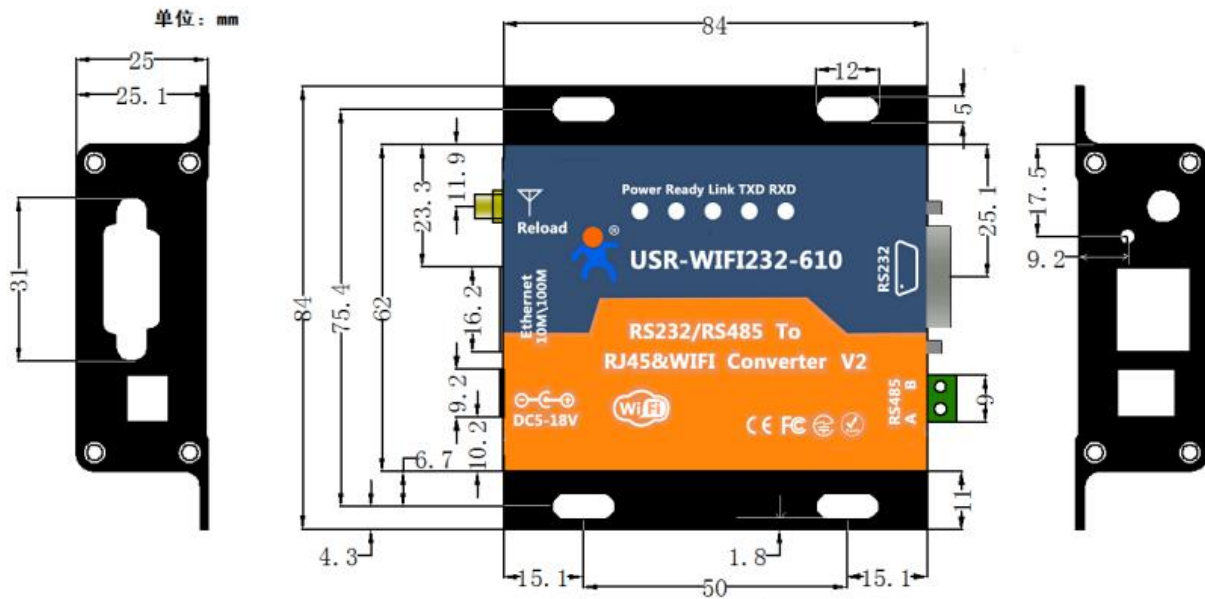 单位：mm
25
25.1
31
84
84
75.4
62
23.3
11.9
16.2
9.2
10.2
6.7
4.3
12
5
25.1
9
11
1.8
15.1
50
15.1
Power Ready Link TXD RXD
Reload
®
USR-WIFI232-610
RS232
Ethernet
10M\100M
RS232/RS485 To
RJ45&WIFI Converter V2
DC5-18V
WiFi
CE FC
RS485
A B
17.5
9.2